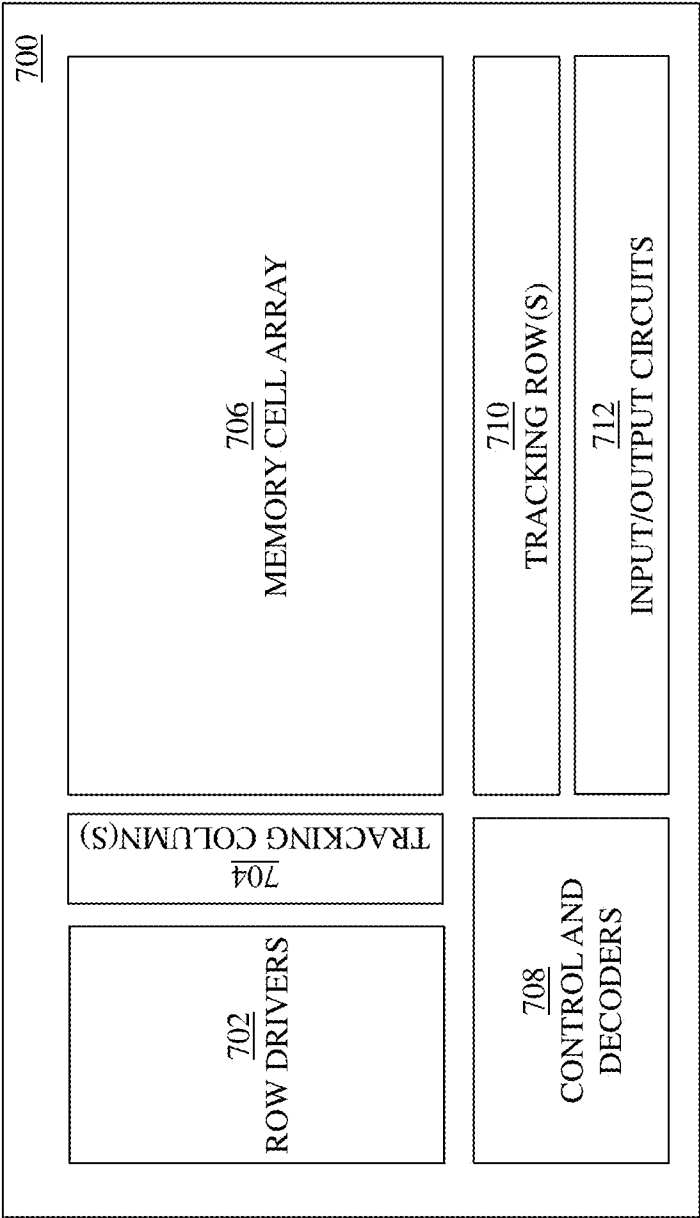 700
702
ROW DRIVERS
704
TRACKING COLUMN(S)
706
MEMORY CELL ARRAY
708
CONTROL AND
DECODERS
710
TRACKING ROW(S)
712
INPUT/OUTPUT CIRCUITS